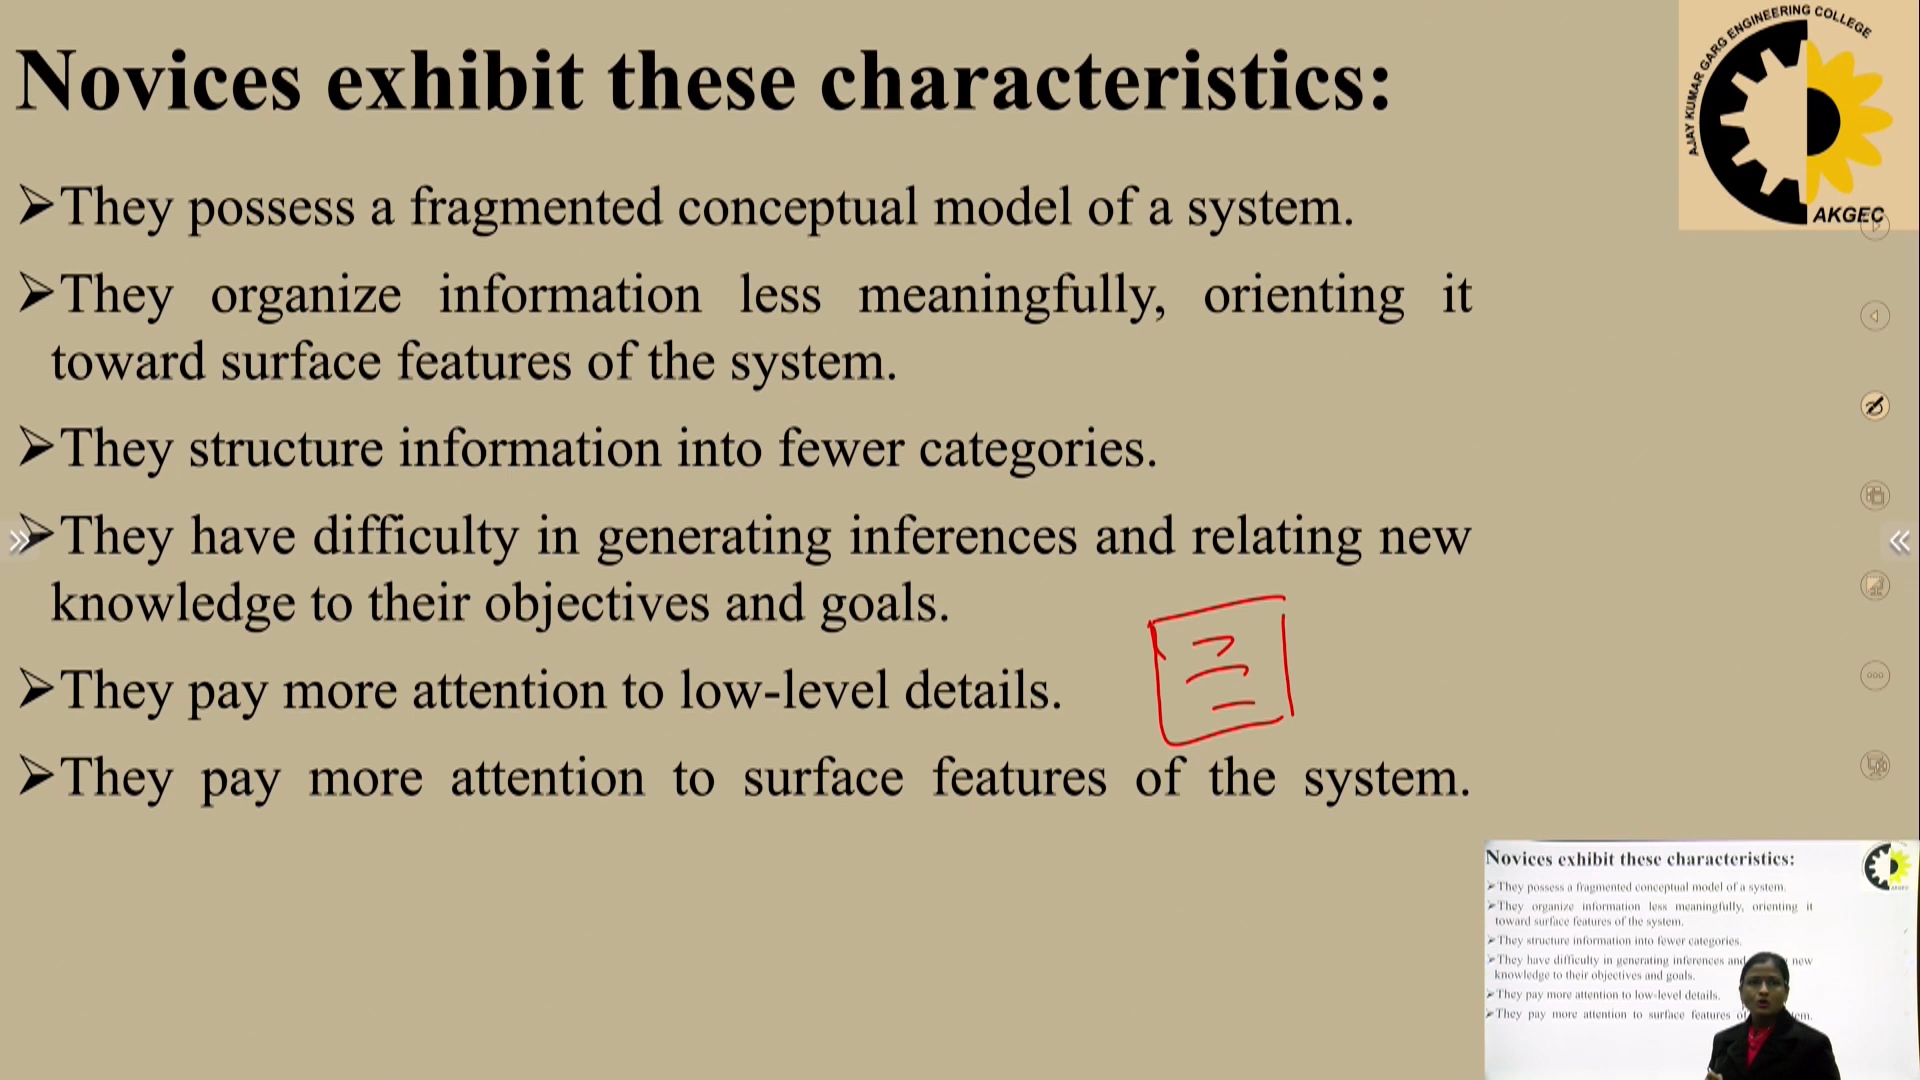 Novices exhibit these characteristics:
AJAY KUMAR GARG ENGINEERING COLLEGE
AKGEC
➢They possess a fragmented conceptual model of a system.
➢They organize information less meaningfully, orienting it
toward surface features of the system.
➢They structure information into fewer categories.
➢They have difficulty in generating inferences and relating new
knowledge to their objectives and goals.
➢They pay more attention to low-level details.
➢They pay more attention to surface features of the system.
Novices exhibit these characteristics:
➢They possess a fragmented conceptual model of a system.
➢They organize information less meaningfully, orienting it
toward surface features of the system.
➢They structure information into fewer categories.
➢They have difficulty in generating inferences and new
knowledge to their objectives and goals.
➢They pay more attention to low-level details.
➢They pay more attention to surface features